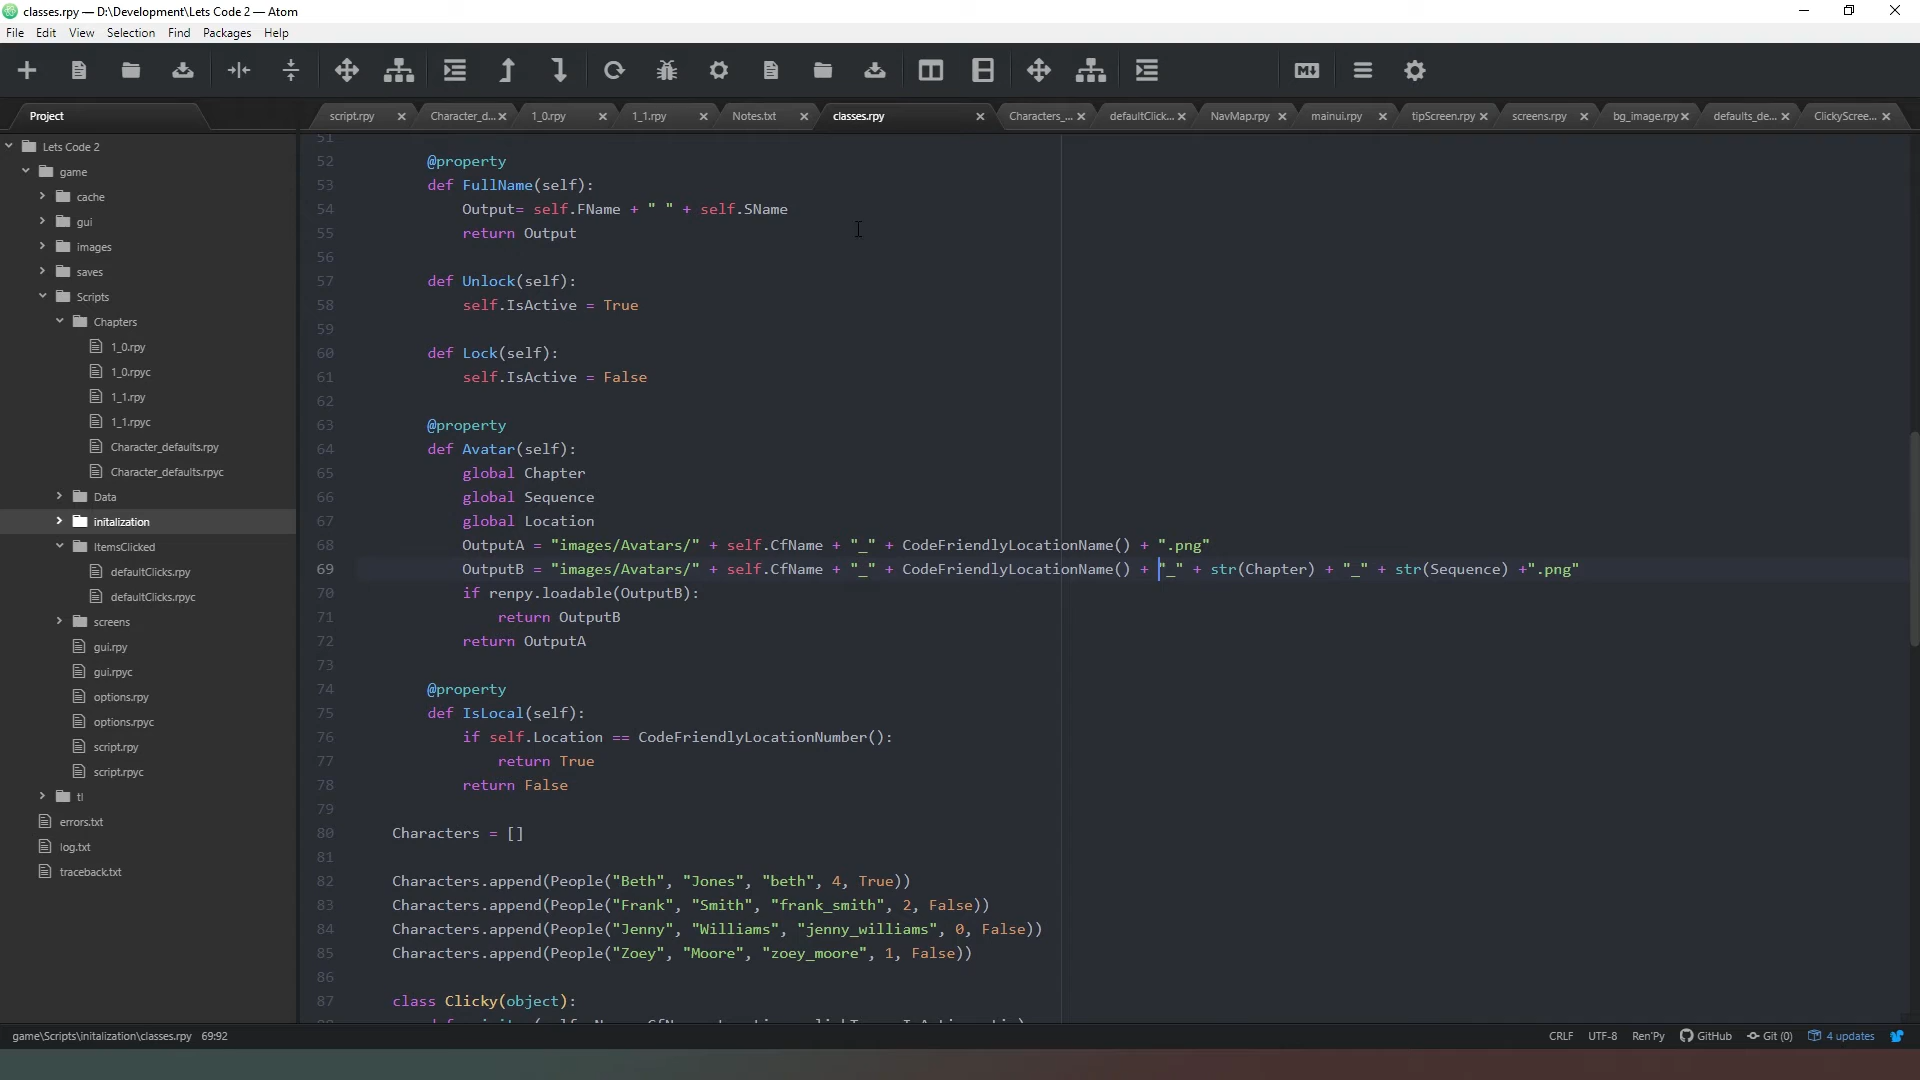 classes.rpy — D:\Development\Lets Code 2 — Atom
File Edit View Selection Find Packages Help
Project
script.rpy Character_d... 1_0.rpy 1_1.rpy Notes.txt classes.rpy Characters_... defaultClick... NavMap.rpy mainui.rpy tipScreen.rpy screens.rpy bg_image.rpy defaults_de... ClickyScree...
Lets Code 2
game
cache
gui
images
saves
Scripts
Chapters
1_0.rpy
1_0.rpyc
1_1.rpy
1_1.rpyc
Character_defaults.rpy
Character_defaults.rpyc
Data
initalization
ItemsClicked
defaultClicks.rpy
defaultClicks.rpyc
screens
gui.rpy
gui.rpyc
options.rpy
options.rpyc
script.rpy
script.rpyc
tl
errors.txt
log.txt
traceback.txt
51
52 @property
53 def FullName(self):
54 Output= self.FName + " " + self.SName
55 return Output
56
57 def Unlock(self):
58 self.IsActive = True
59
60 def Lock(self):
61 self.IsActive = False
62
63 @property
64 def Avatar(self):
65 global Chapter
66 global Sequence
67 global Location
68 OutputA = "images/Avatars/" + self.CfName + "_" + CodeFriendlyLocationName() + ".png"
69 OutputB = "images/Avatars/" + self.CfName + "_" + CodeFriendlyLocationName() + "_" + str(Chapter) + "_" + str(Sequence) +".png"
70 if renpy.loadable(OutputB):
71 return OutputB
72 return OutputA
73
74 @property
75 def IsLocal(self):
76 if self.Location == CodeFriendlyLocationNumber():
77 return True
78 return False
79
80 Characters = []
81
82 Characters.append(People("Beth", "Jones", "beth", 4, True))
83 Characters.append(People("Frank", "Smith", "frank_smith", 2, False))
84 Characters.append(People("Jenny", "Williams", "jenny_williams", 0, False))
85 Characters.append(People("Zoey", "Moore", "zoey_moore", 1, False))
86
87 class Clicky(object):
game\Scripts\initalization\classes.rpy 69:92 CRLF UTF-8 Ren'Py GitHub Git (0) 4 updates